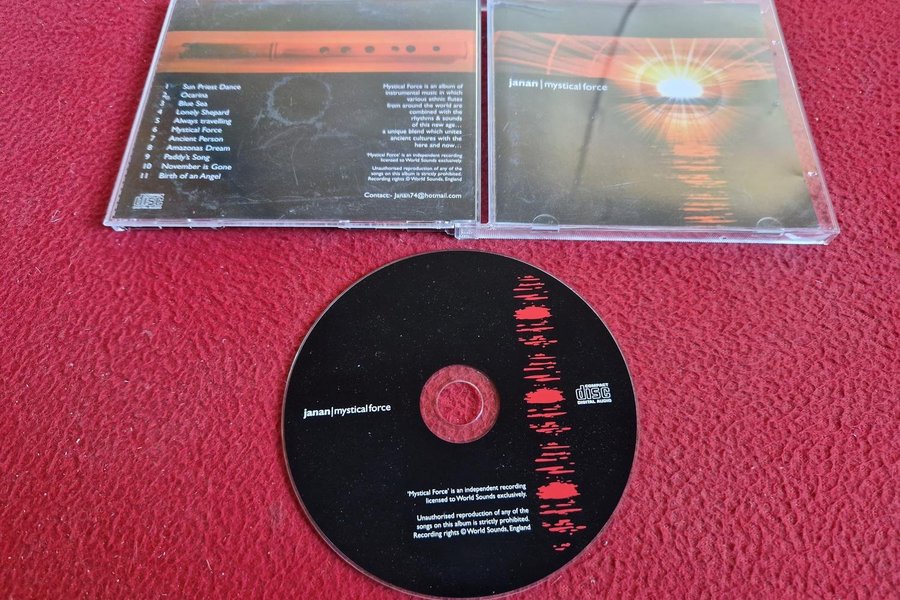 1 Sun Priest Dance
2 Ocarina
3 Blue Sea
4 Lonely Shepard
5 Always travelling
6 Mystical Force
7 Ancient Person
8 Amazonas Dream
9 Paddy's Song
10 November is Gone
11 Birth of an Angel
disc
Mystical Force is an album of
instrumental music in which
various ethnic flutes
from around the world are
combined with the
rhythms & sounds
of this new age...
a unique blend which unites
ancient cultures with the
here and now...
'Mystical Force' is an independent recording
licensed to World Sounds exclusively.
Unauthorised reproduction of any of the
songs on this album is strictly prohibited.
Recording rights © World Sounds, England
Contact:- Janan74@hotmail.com
janan|mystical force
janan|mysticalforce
COMPACT
disc
DIGITAL AUDIO
'Mystical Force' is an independent recording
licensed to World Sounds exclusively.
Unauthorised reproduction of any of the
songs on this album is strictly prohibited.
Recording rights © World Sounds, England